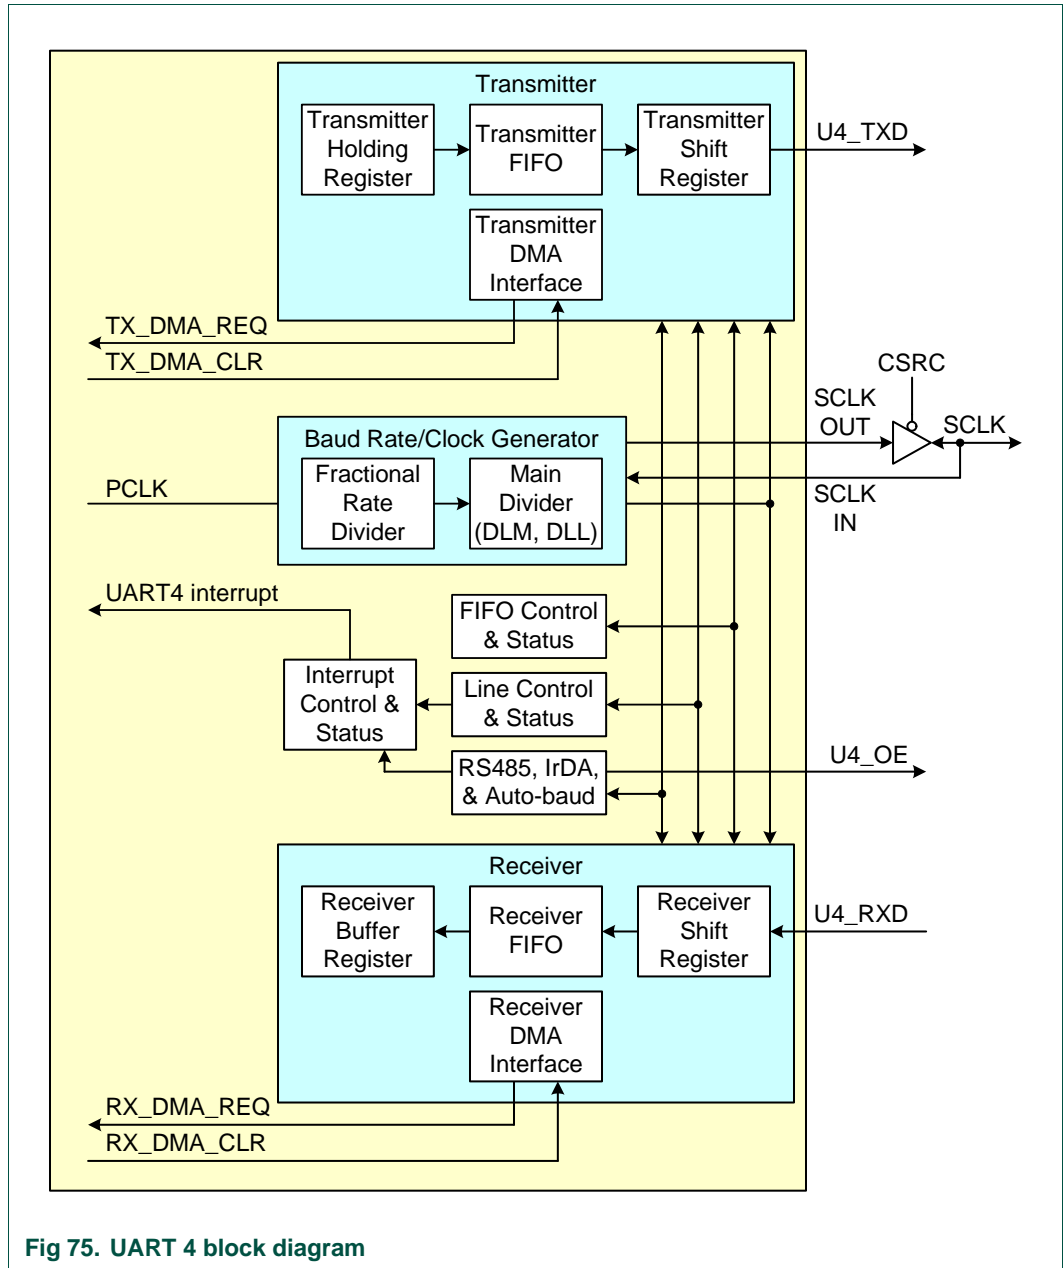 Transmitter
Transmitter
Holding
Register
Transmitter
FIFO
Transmitter
Shift
Register
U4_TXD
Transmitter
DMA
Interface
TX_DMA_REQ
TX_DMA_CLR
CSRC
SCLK
OUT
SCLK
Baud Rate/Clock Generator
PCLK
Fractional
Rate
Divider
Main
Divider
(DLM, DLL)
SCLK
IN
UART4 interrupt
FIFO Control
& Status
Interrupt
Control &
Status
Line Control
& Status
RS485, IrDA,
& Auto-baud
U4_OE
Receiver
Receiver
Buffer
Register
Receiver
FIFO
Receiver
Shift
Register
U4_RXD
Receiver
DMA
Interface
RX_DMA_REQ
RX_DMA_CLR
Fig 75. UART 4 block diagram